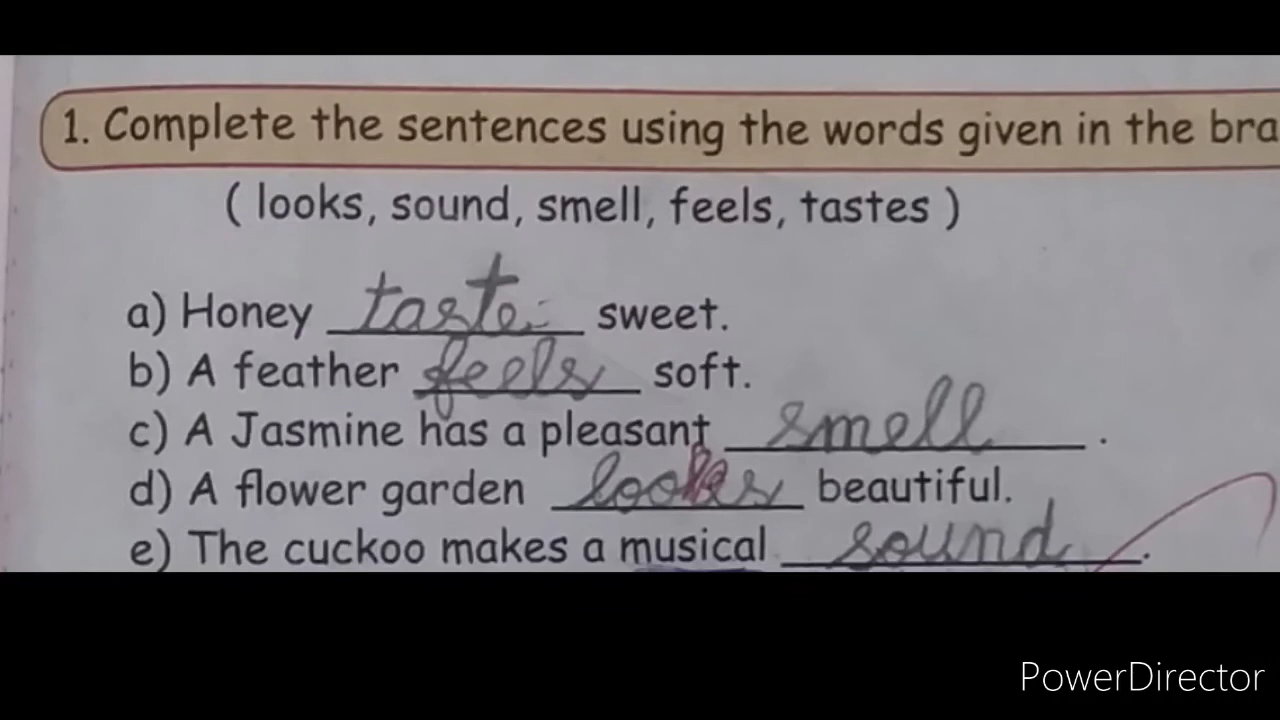 1. Complete the sentences using the words given in the bra
( looks, sound, smell, feels, tastes )
a) Honey taste sweet.
b) A feather feels soft.
c) A Jasmine has a pleasant smell .
d) A flower garden looks beautiful.
e) The cuckoo makes a musical sound .
PowerDirector